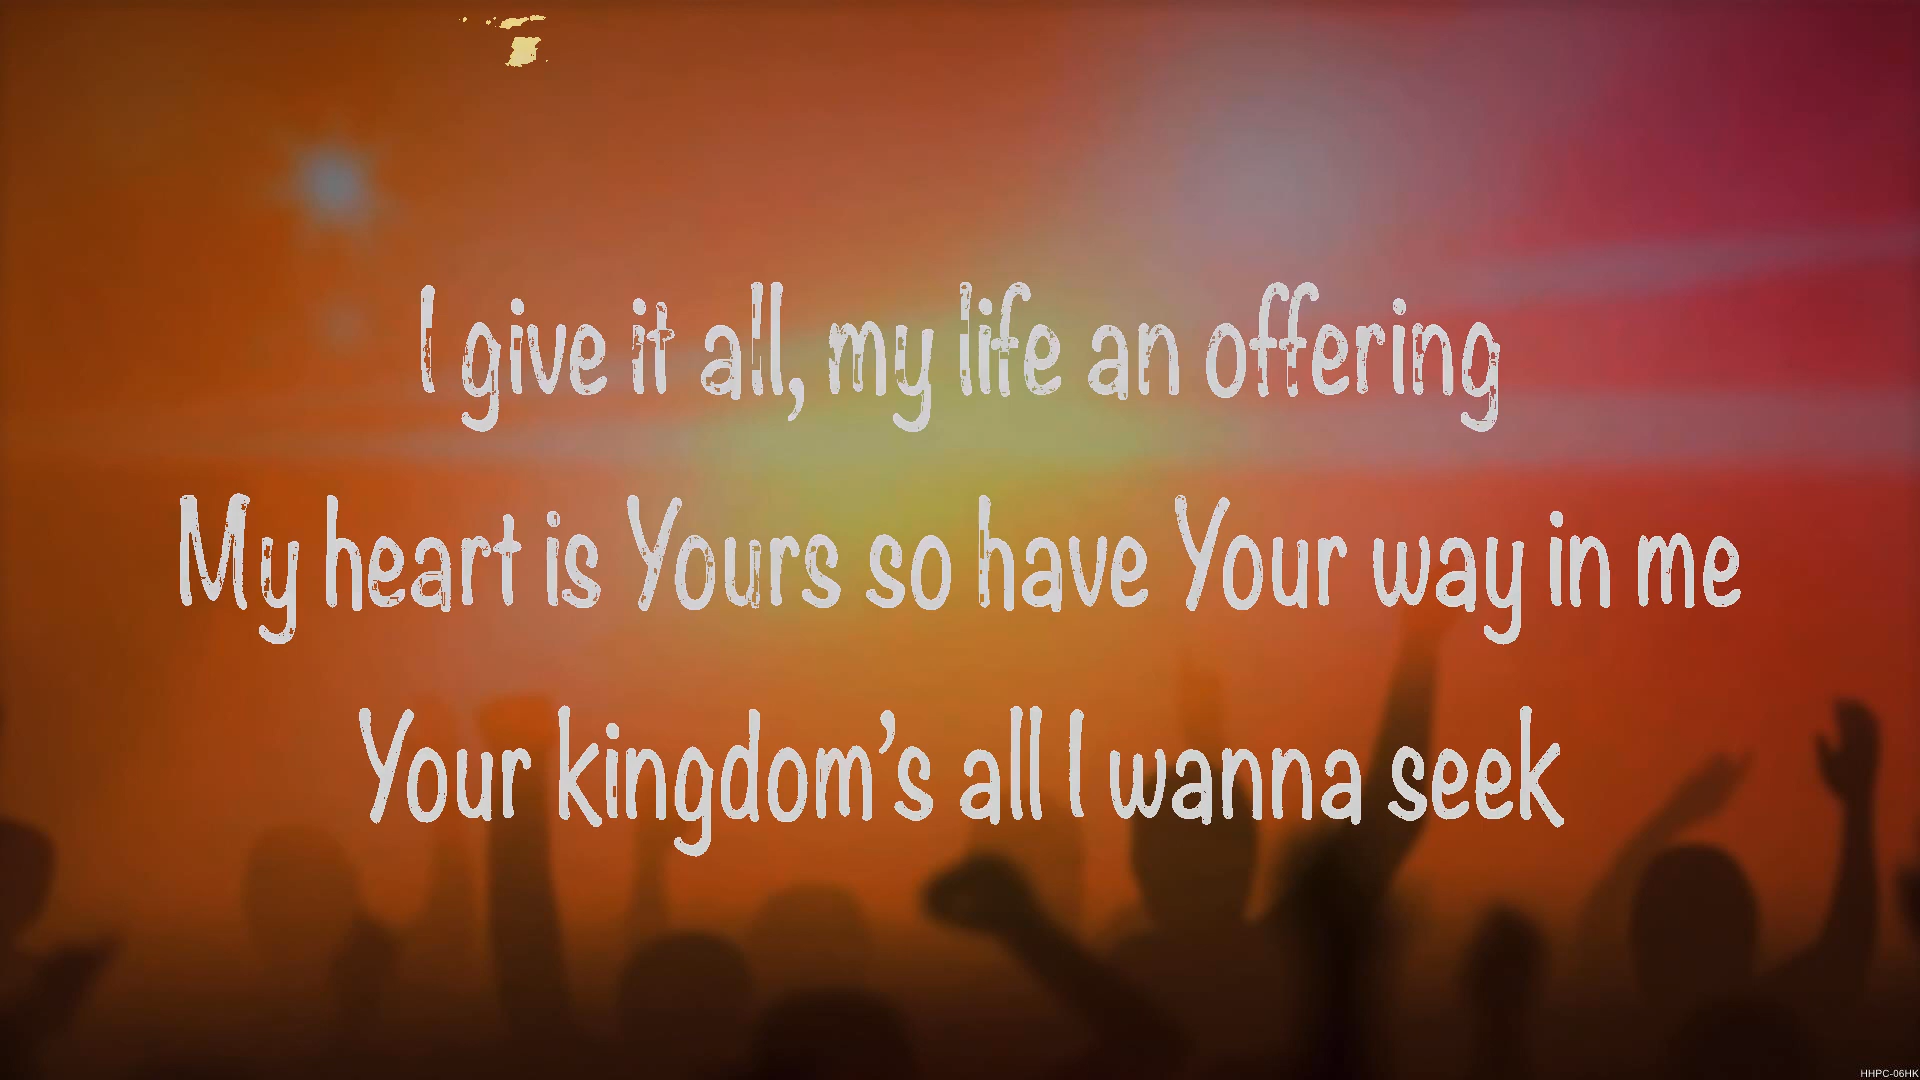 I give it all, my life an offering
My heart is Yours so have Your way in me
Your kingdom’s all I wanna seek
HHPC-06HK